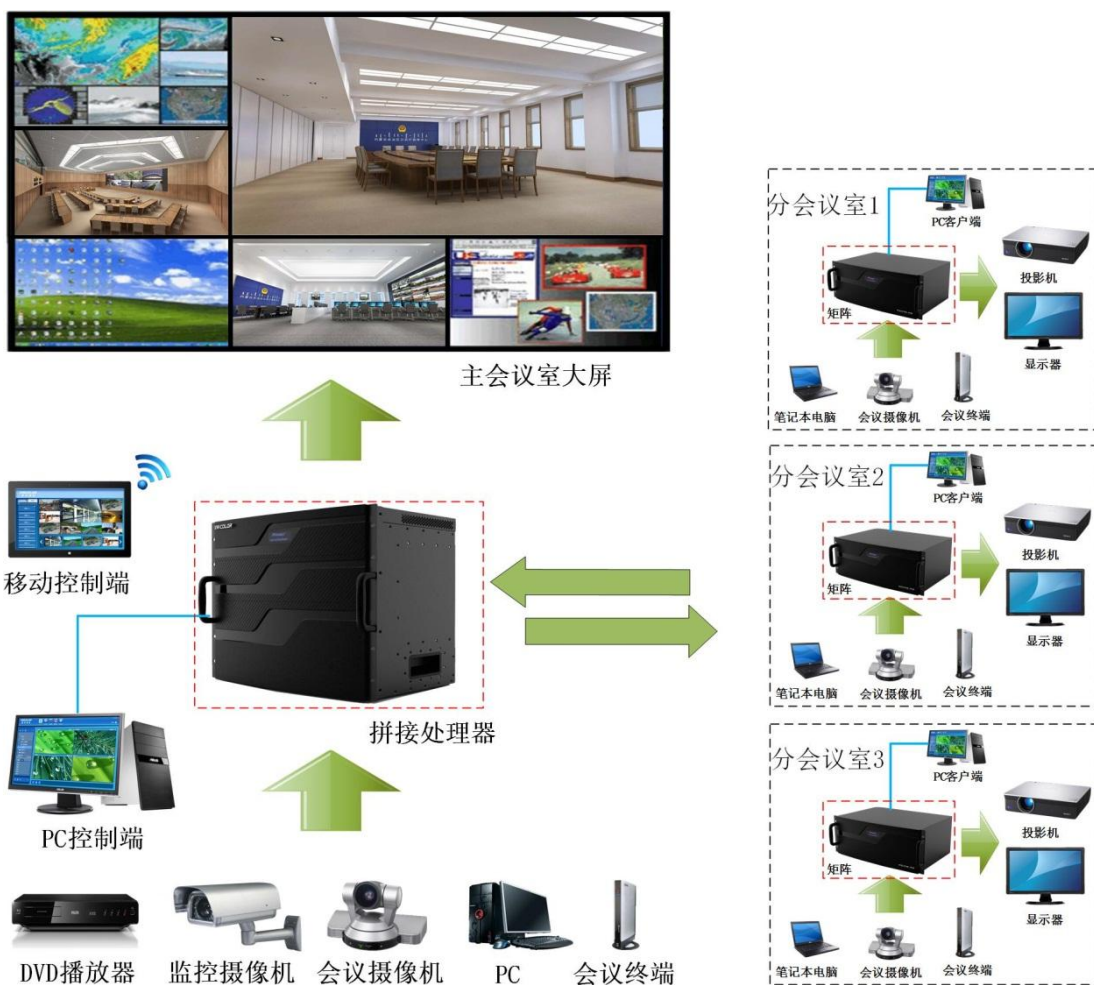 主会议室大屏
移动控制端
拼接处理器
PC控制端
DVD播放器
监控摄像机
会议摄像机
PC
会议终端
分会议室1
PC客户端
矩阵
投影机
显示器
笔记本电脑
会议摄像机
会议终端
分会议室2
PC客户端
矩阵
投影机
显示器
笔记本电脑
会议摄像机
会议终端
分会议室3
PC客户端
矩阵
投影机
显示器
笔记本电脑
会议摄像机
会议终端